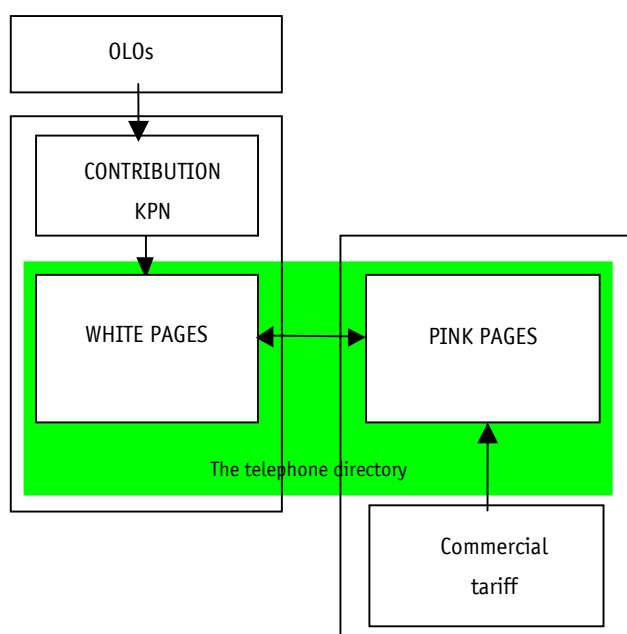 OLOs
CONTRIBUTION
KPN
WHITE PAGES
PINK PAGES
The telephone directory
Commercial
tariff